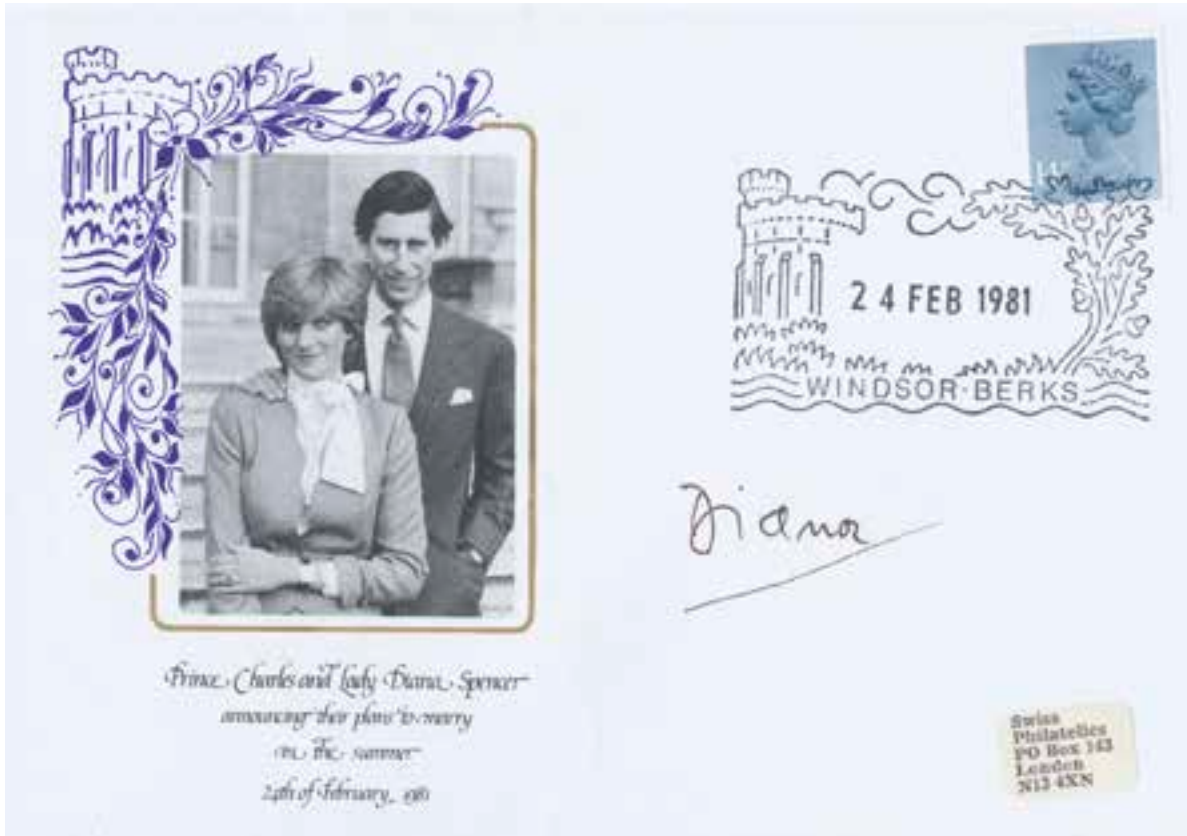 24 FEB 1981
WINDSOR·BERKS
Diana
Prince Charles and Lady Diana Spencer
announcing their plans to marry
in the summer
24th of February, 1981
Swiss
Philatelics
PO Box 143
London
N13 4XN